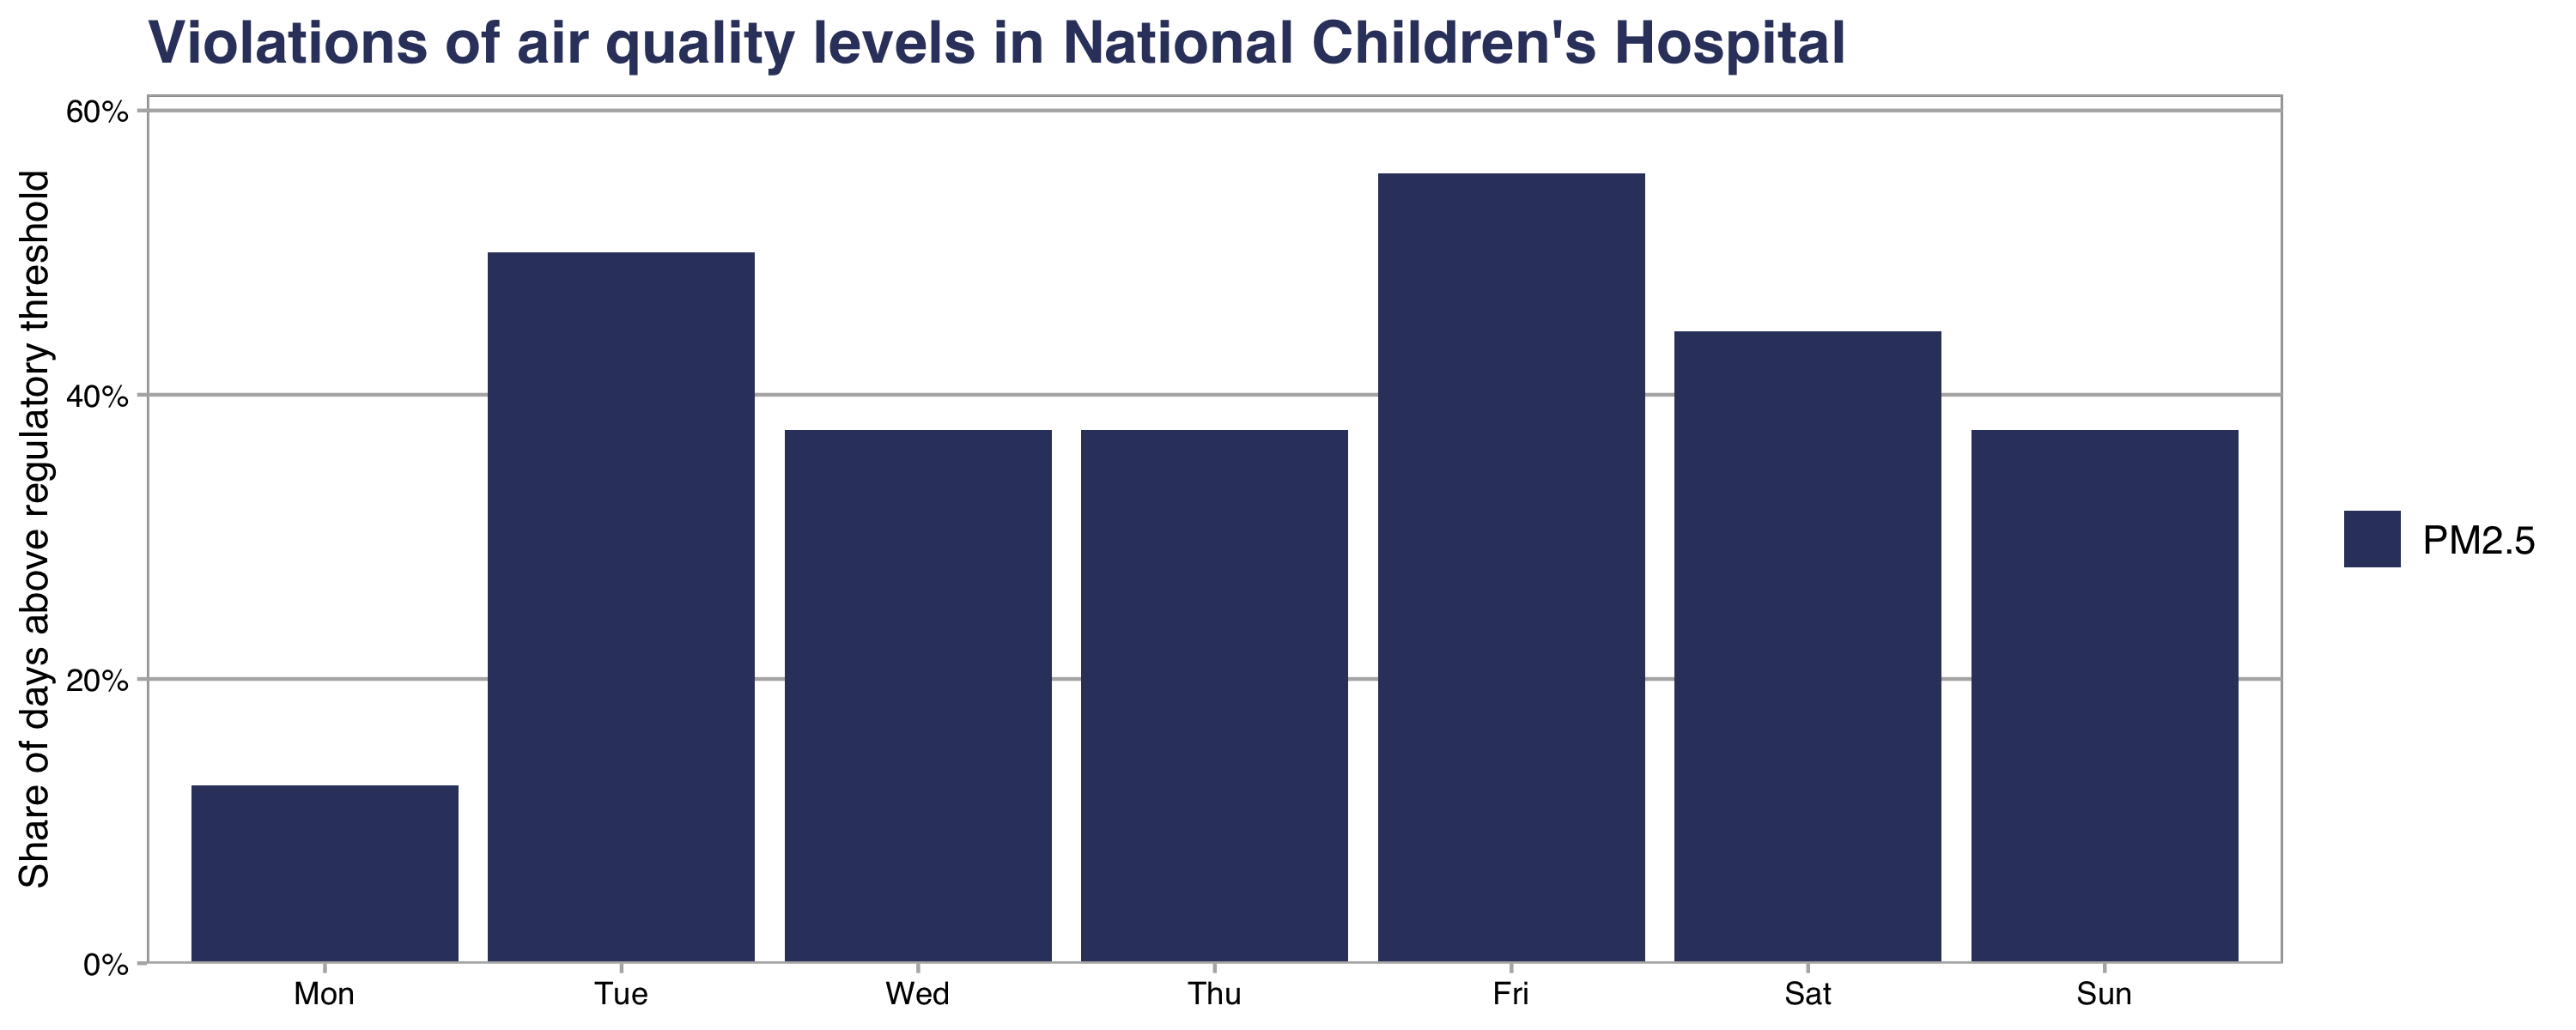 Violations of air quality levels in National Children's Hospital
Share of days above regulatory threshold
60%
40%
20%
0%
Mon Tue Wed Thu Fri Sat Sun
PM2.5